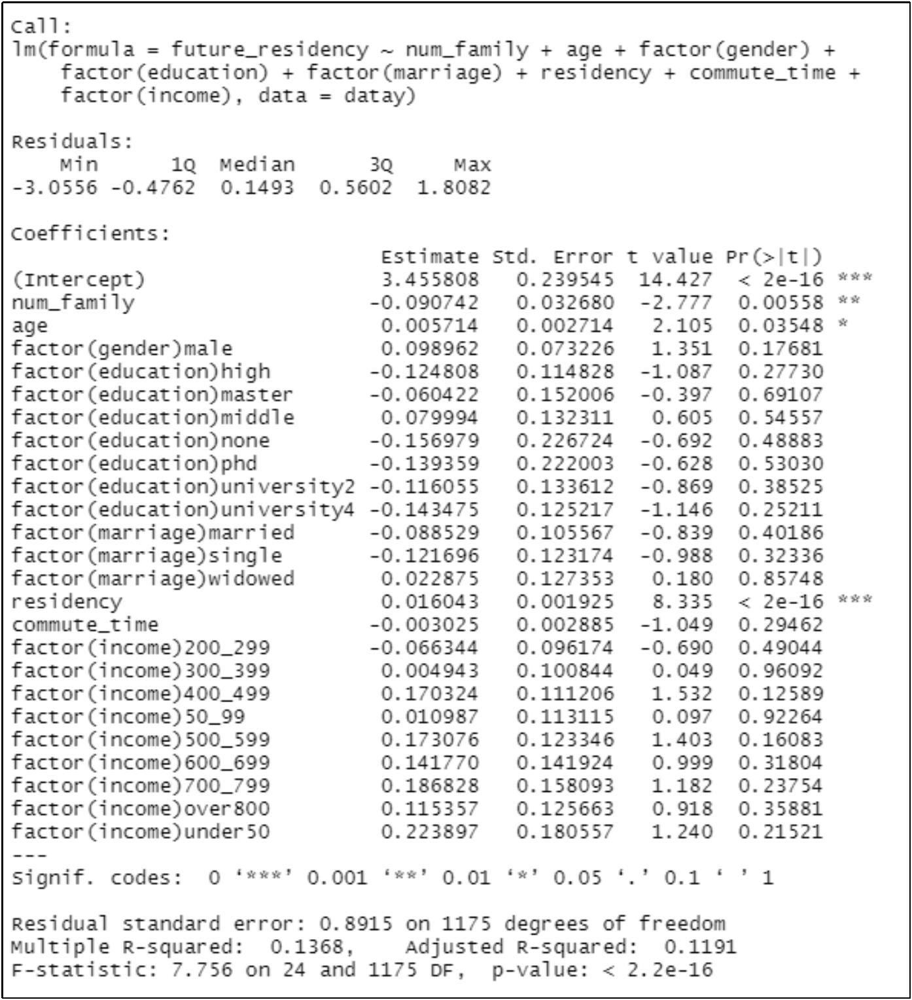 Call:
lm(formula = future_residency ~ num_family + age + factor(gender) +
    factor(education) + factor(marriage) + residency + commute_time +
    factor(income), data = datay)

Residuals:
    Min      1Q  Median      3Q     Max
-3.0556 -0.4762  0.1493  0.5602  1.8082

Coefficients:
                              Estimate Std. Error t value Pr(>|t|)
(Intercept)                   3.455808   0.239545  14.427  < 2e-16 ***
num_family                   -0.090742   0.032680  -2.777  0.00558 **
age                           0.005714   0.002714   2.105  0.03548 *
factor(gender)male            0.098962   0.073226   1.351  0.17681
factor(education)high        -0.124808   0.114828  -1.087  0.27730
factor(education)master      -0.060422   0.152006  -0.397  0.69107
factor(education)middle       0.079994   0.132311   0.605  0.54557
factor(education)none        -0.156979   0.226724  -0.692  0.48883
factor(education)phd         -0.139359   0.222003  -0.628  0.53030
factor(education)university2 -0.116055   0.133612  -0.869  0.38525
factor(education)university4 -0.143475   0.125217  -1.146  0.25211
factor(marriage)married      -0.088529   0.105567  -0.839  0.40186
factor(marriage)single       -0.121696   0.123174  -0.988  0.32336
factor(marriage)widowed       0.022875   0.127353   0.180  0.85748
residency                     0.016043   0.001925   8.335  < 2e-16 ***
commute_time                 -0.003025   0.002885  -1.049  0.29462
factor(income)200_299        -0.066344   0.096174  -0.690  0.49044
factor(income)300_399         0.004943   0.100844   0.049  0.96092
factor(income)400_499         0.170324   0.111206   1.532  0.12589
factor(income)50_99           0.010987   0.113115   0.097  0.92264
factor(income)500_599         0.173076   0.123346   1.403  0.16083
factor(income)600_699         0.141770   0.141924   0.999  0.31804
factor(income)700_799         0.186828   0.158093   1.182  0.23754
factor(income)over800         0.115357   0.125663   0.918  0.35881
factor(income)under50         0.223897   0.180557   1.240  0.21521
---
Signif. codes:  0 ‘***’ 0.001 ‘**’ 0.01 ‘*’ 0.05 ‘.’ 0.1 ‘ ’ 1

Residual standard error: 0.8915 on 1175 degrees of freedom
Multiple R-squared:  0.1368,    Adjusted R-squared:  0.1191
F-statistic: 7.756 on 24 and 1175 DF,  p-value: < 2.2e-16